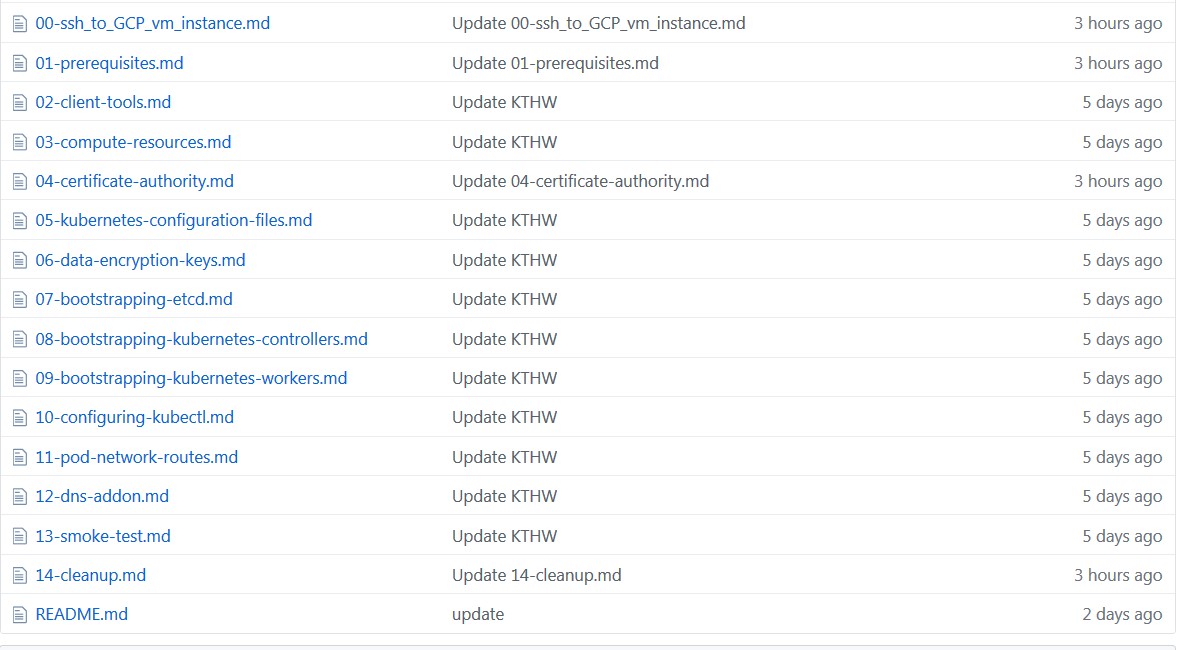 00-ssh_to_GCP_vm_instance.md Update 00-ssh_to_GCP_vm_instance.md 3 hours ago
01-prerequisites.md Update 01-prerequisites.md 3 hours ago
02-client-tools.md Update KTHW 5 days ago
03-compute-resources.md Update KTHW 5 days ago
04-certificate-authority.md Update 04-certificate-authority.md 3 hours ago
05-kubernetes-configuration-files.md Update KTHW 5 days ago
06-data-encryption-keys.md Update KTHW 5 days ago
07-bootstrapping-etcd.md Update KTHW 5 days ago
08-bootstrapping-kubernetes-controllers.md Update KTHW 5 days ago
09-bootstrapping-kubernetes-workers.md Update KTHW 5 days ago
10-configuring-kubectl.md Update KTHW 5 days ago
11-pod-network-routes.md Update KTHW 5 days ago
12-dns-addon.md Update KTHW 5 days ago
13-smoke-test.md Update KTHW 5 days ago
14-cleanup.md Update 14-cleanup.md 3 hours ago
README.md update 2 days ago